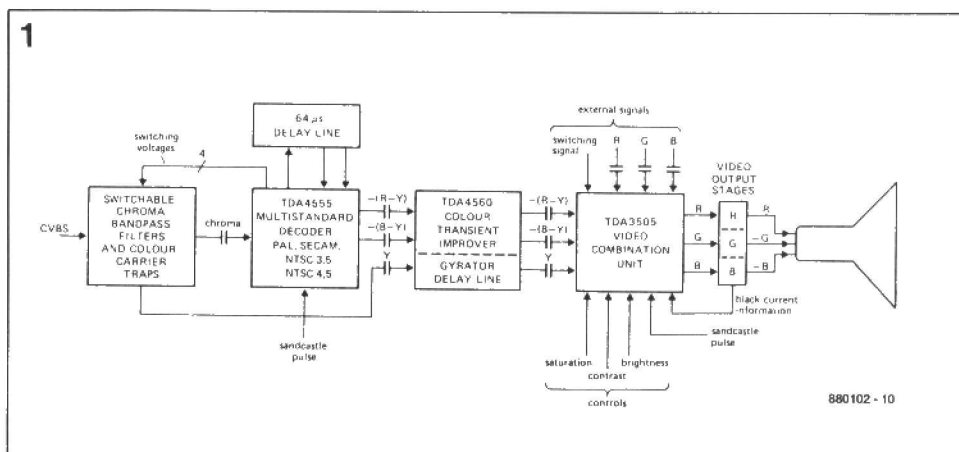 1
external signals
64 µs
DELAY LINE
switching
voltages
4
switching
signal
R
G
B
VIDEO
OUTPUT
STAGES
CVBS
SWITCHABLE
CHROMA
BANDPASS
FILTERS
AND COLOUR
CARRIER
TRAPS
chroma
TDA4555
MULTISTANDARD
DECODER
PAL, SECAM,
NTSC 3,5
NTSC 4,5
-(R-Y)
-(B-Y)
Y
TDA4560
COLOUR
TRANSIENT
IMPROVER
GYRATOR
DELAY LINE
-(R-Y)
-(B-Y)
Y
TDA3505
VIDEO
COMBINATION
UNIT
R
G
B
R
G
B
R
-G
-B
black current
information
sandcastle
pulse
sandcastle
pulse
saturation
contrast
brightness
controls
880102 - 10